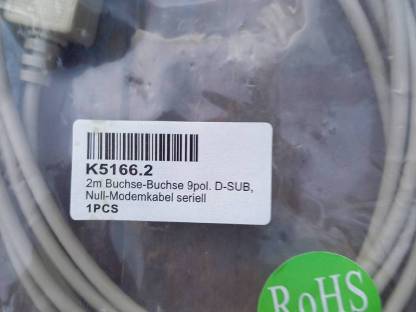 K5166.2
2m Buchse-Buchse 9pol. D-SUB,
Null-Modemkabel seriell
1PCS
RoHS